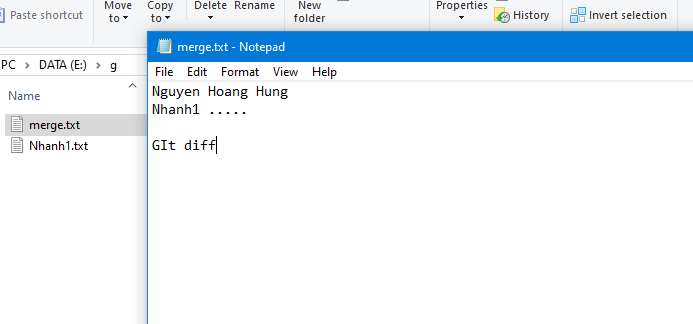 Paste shortcut
Move to
Copy to
Delete
Rename
New folder
Properties
History
Invert selection
PC > DATA (E:) > g
Name
merge.txt
Nhanh1.txt
merge.txt - Notepad
File Edit Format View Help
Nguyen Hoang Hung
Nhanh1 .....
GIt diff